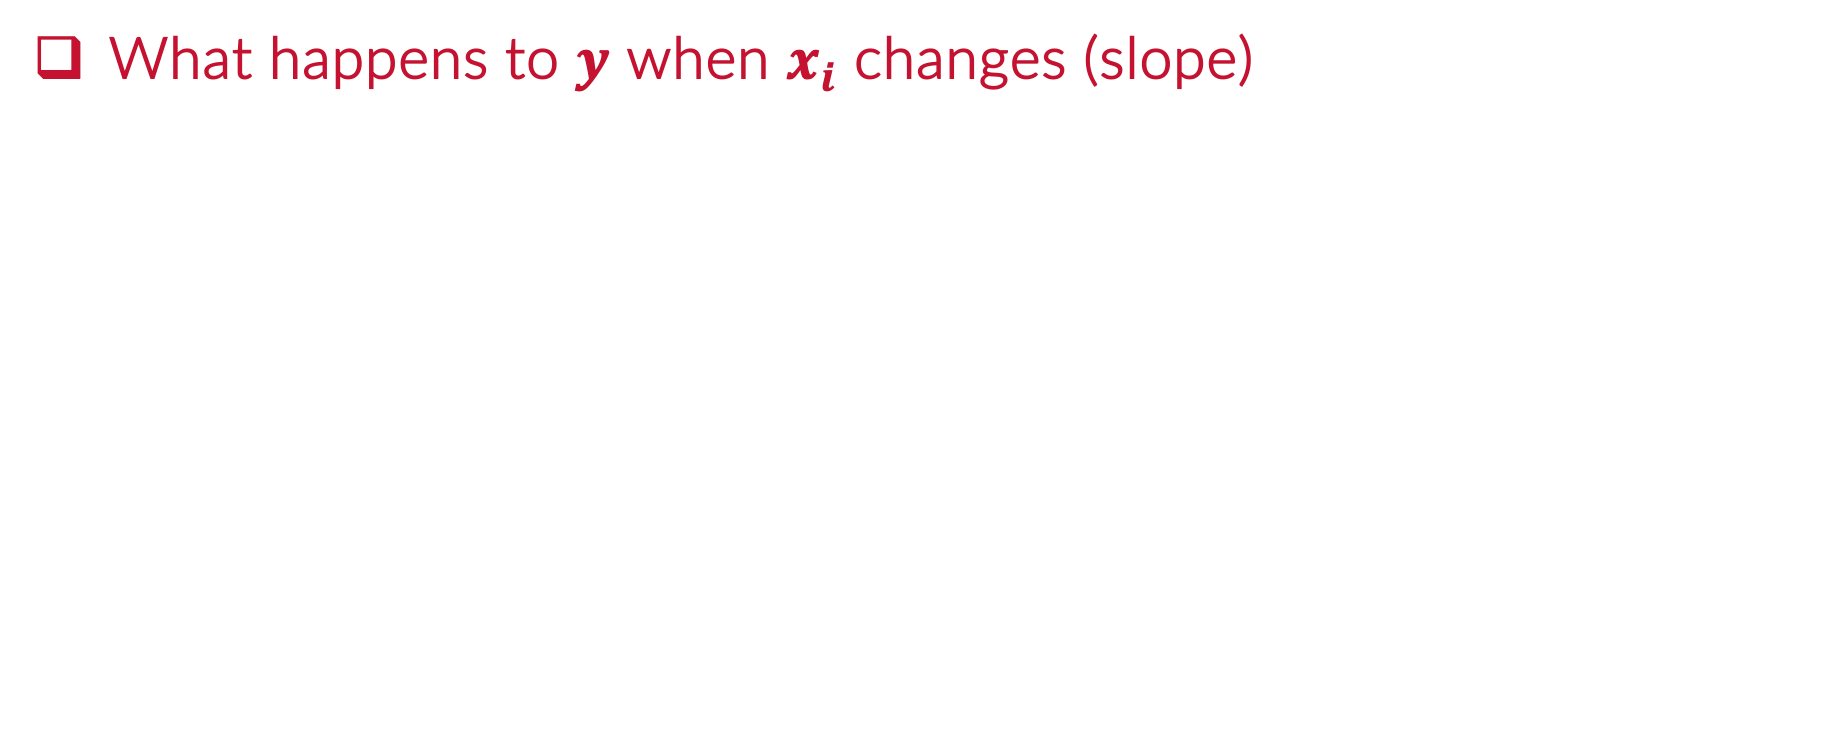 ❑ What happens to 𝒚 when 𝒙ᵢ changes (slope)